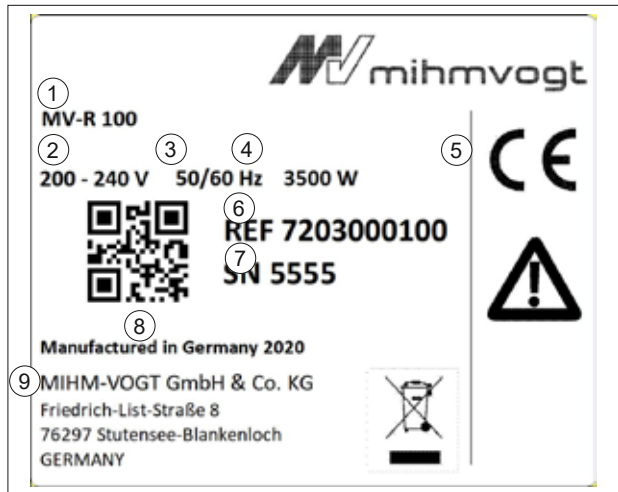 mihmvogt
1
MV-R 100
2 3 4 5
200 - 240 V 50/60 Hz 3500 W
CE
6
REF 7203000100
7
SN 5555
8
Manufactured in Germany 2020
9 MIHM-VOGT GmbH & Co. KG
Friedrich-List-Straße 8
76297 Stutensee-Blankenloch
GERMANY